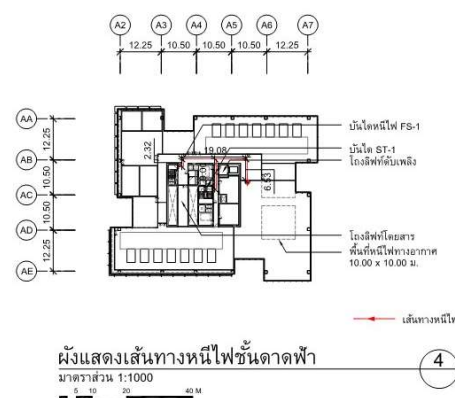 A2 A3 A4 A5 A6 A7
12.25 10.50 10.50 10.50 12.25
AA
12.25
AB
10.50
AC
10.50
AD
12.25
AE
2.32
19.08
6.53
บันไดหนีไฟ FS-1
บันได ST-1
โถงลิฟท์ดับเพลิง
โถงลิฟท์โดยสาร
พื้นที่หนีไฟทางอากาศ
10.00 x 10.00 ม.
เส้นทางหนีไฟ
ผังแสดงเส้นทางหนีไฟชั้นดาดฟ้า
4
มาตราส่วน 1:1000
5 10 20 40 M.